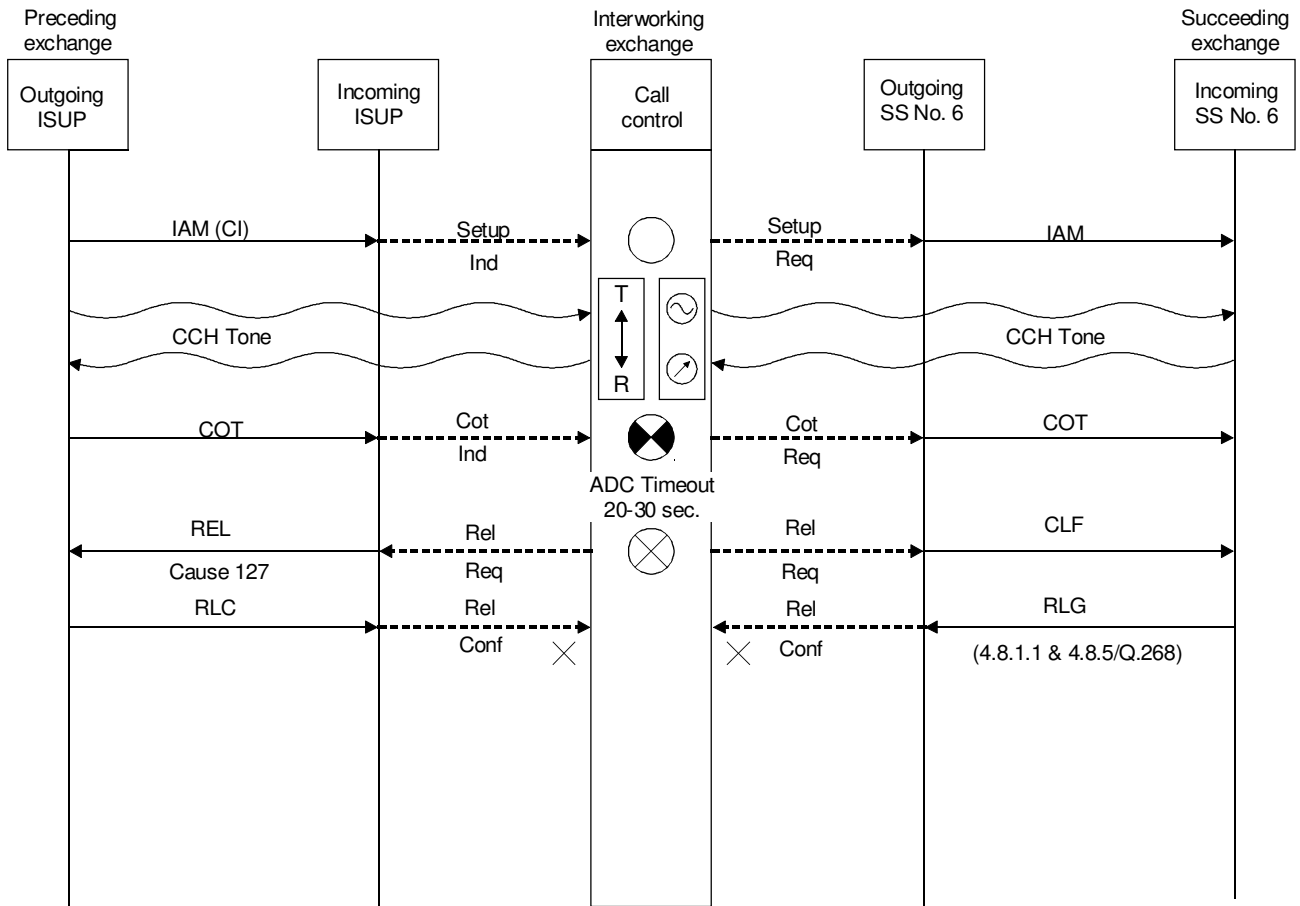 Preceding
exchange
Interworking
exchange
Succeeding
exchange
Outgoing
ISUP
Incoming
ISUP
Call
control
Outgoing
SS No. 6
Incoming
SS No. 6
IAM (CI)
Setup
Ind
Setup
Req
IAM
T
R
CCH Tone
CCH Tone
COT
Cot
Ind
Cot
Req
COT
ADC Timeout
20-30 sec.
REL
Cause 127
Rel
Req
Rel
Req
CLF
RLC
Rel
Conf
Rel
Conf
RLG
(4.8.1.1 & 4.8.5/Q.268)